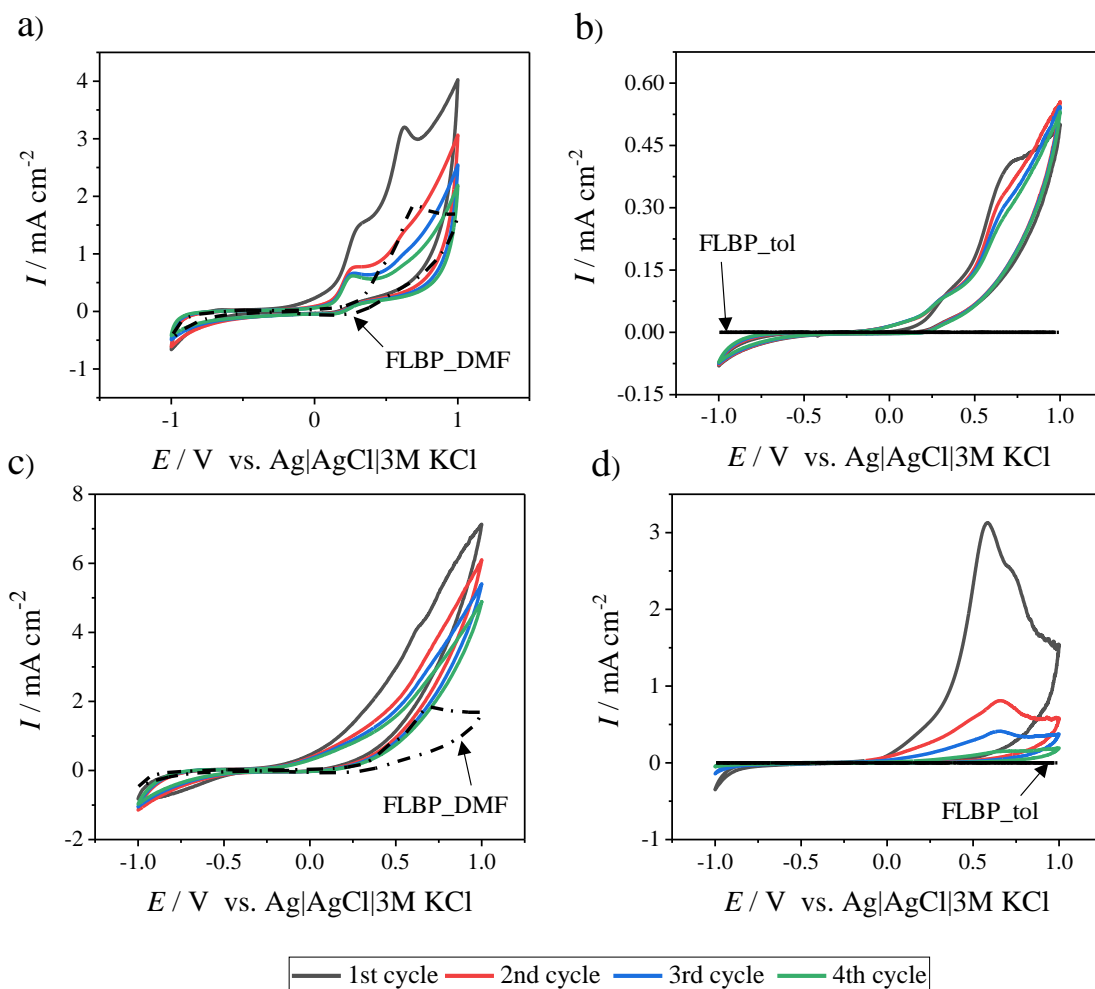 a)
4
3
2
1
0
-1
I / mA cm⁻²
-1
0
1
E / V vs. Ag|AgCl|3M KCl
FLBP_DMF
b)
0.60
0.45
0.30
0.15
0.00
-0.15
I / mA cm⁻²
-1.0
-0.5
0.0
0.5
1.0
E / V vs. Ag|AgCl|3M KCl
FLBP_tol
c)
8
6
4
2
0
-2
I / mA cm⁻²
-1.0
-0.5
0.0
0.5
1.0
E / V vs. Ag|AgCl|3M KCl
FLBP_DMF
d)
3
2
1
0
-1
I / mA cm⁻²
-1.0
-0.5
0.0
0.5
1.0
E / V vs. Ag|AgCl|3M KCl
FLBP_tol
1st cycle 2nd cycle 3rd cycle 4th cycle